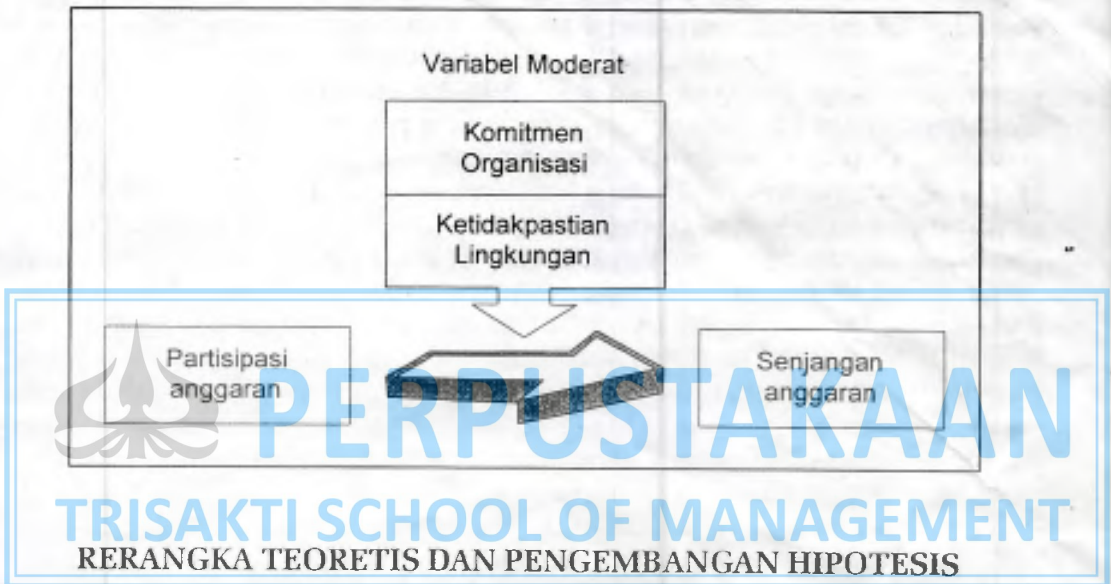 Variabel Moderat
Komitmen
Organisasi
Ketidakpastian
Lingkungan
Partisipasi
anggaran
Senjangan
anggaran
PERPUSTAKAAN
TRISAKTI SCHOOL OF MANAGEMENT
RERANGKA TEORETIS DAN PENGEMBANGAN HIPOTESIS